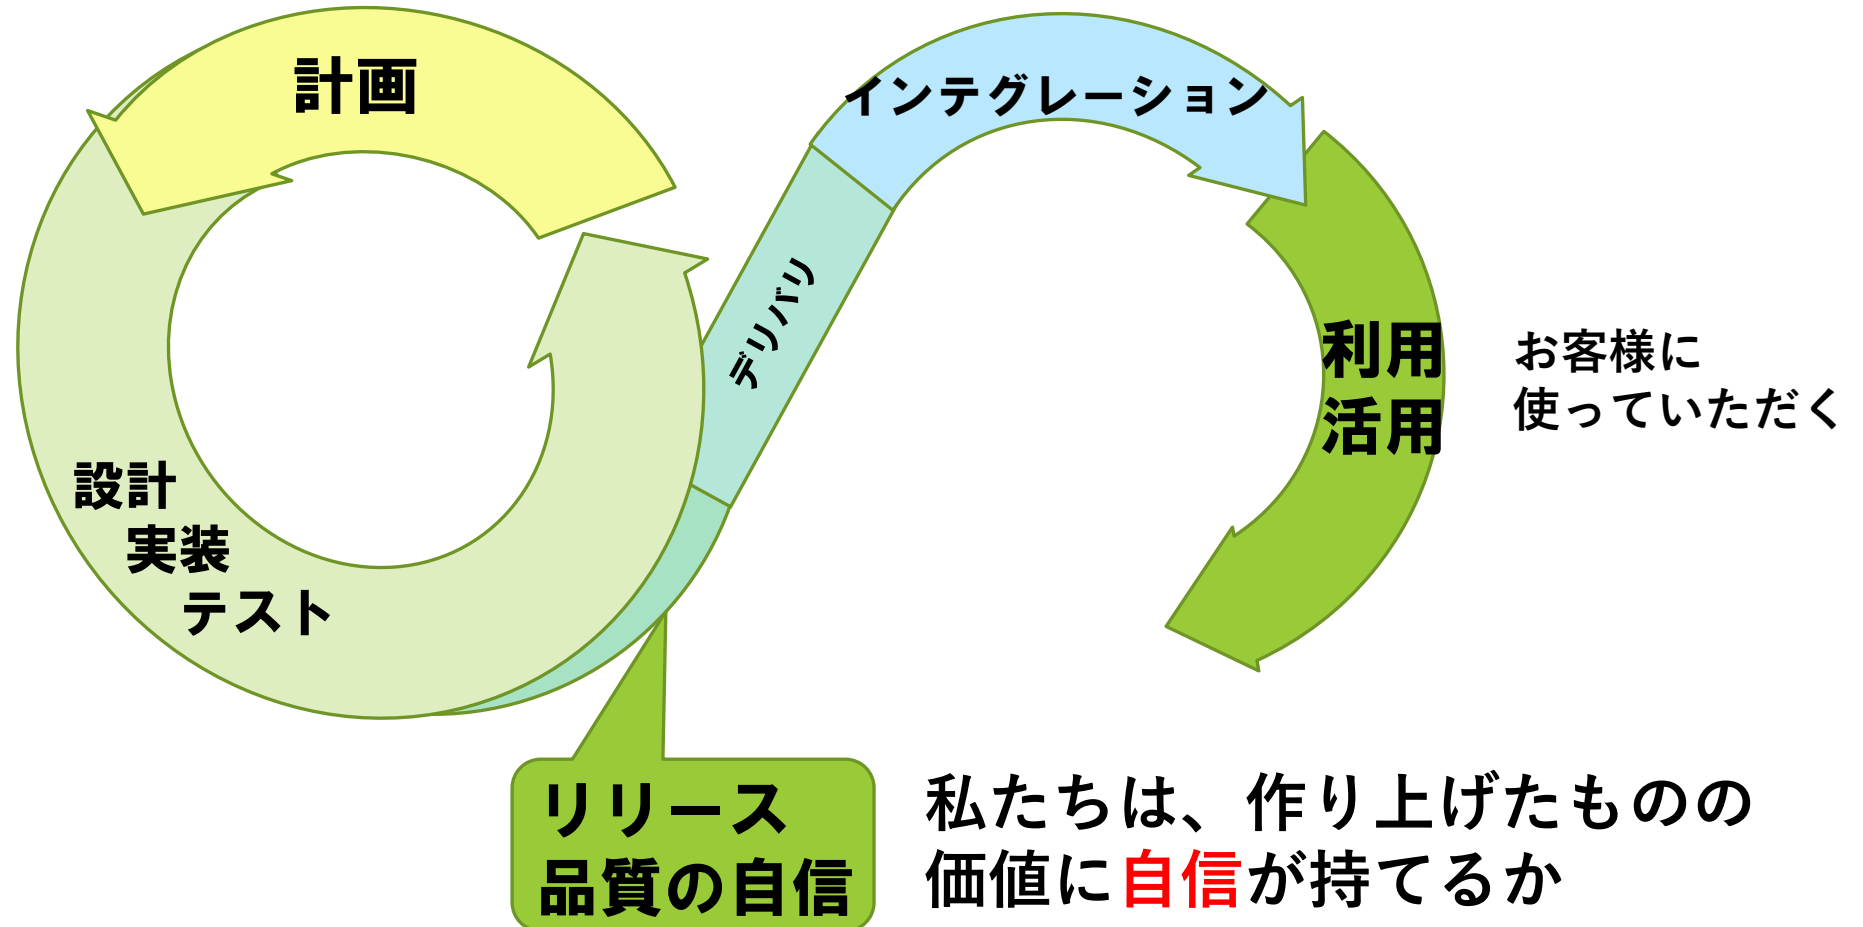 計画
インテグレーション
デリバリ
利用
活用
お客様に
使っていただく
設計
実装
テスト
リリース
品質の自信
私たちは、作り上げたものの
価値に自信が持てるか